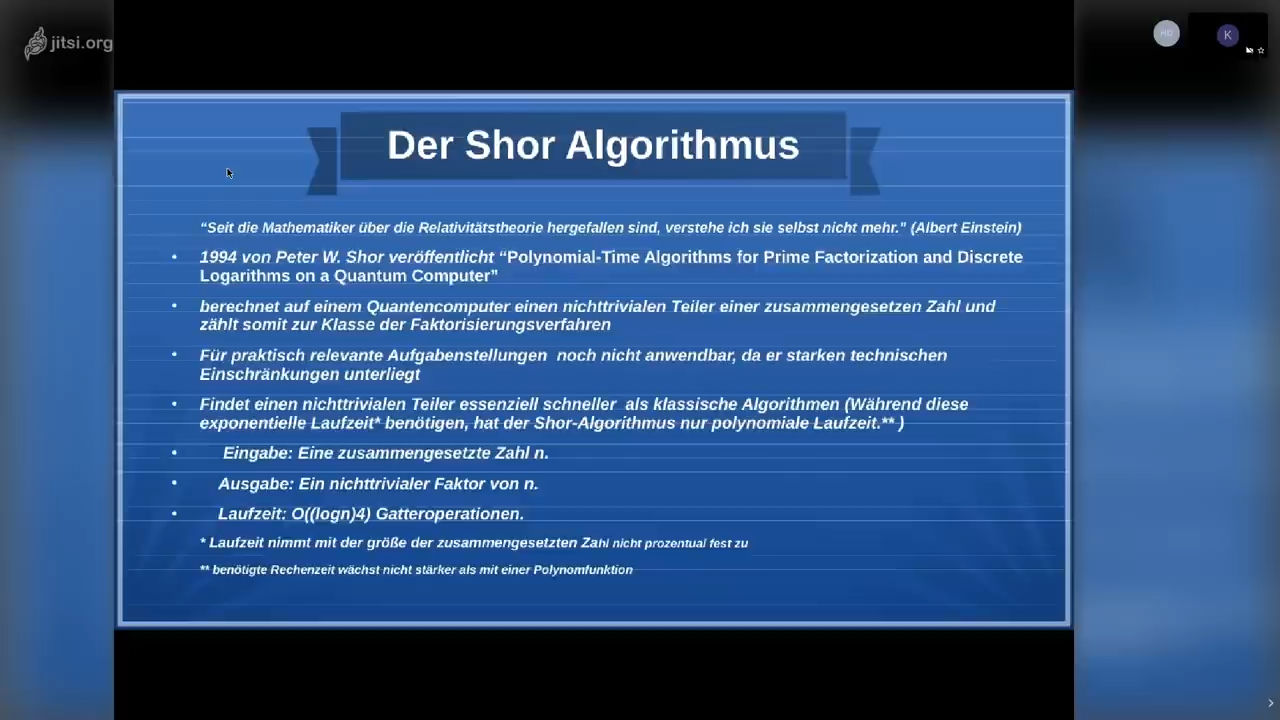 jitsi.org
HD
K
Der Shor Algorithmus
“Seit die Mathematiker über die Relativitätstheorie hergefallen sind, verstehe ich sie selbst nicht mehr.” (Albert Einstein)
• 1994 von Peter W. Shor veröffentlicht “Polynomial-Time Algorithms for Prime Factorization and Discrete
Logarithms on a Quantum Computer”
• berechnet auf einem Quantencomputer einen nichttrivialen Teiler einer zusammengesetzen Zahl und
zählt somit zur Klasse der Faktorisierungsverfahren
• Für praktisch relevante Aufgabenstellungen noch nicht anwendbar, da er starken technischen
Einschränkungen unterliegt
• Findet einen nichttrivialen Teiler essenziell schneller als klassische Algorithmen (Während diese
exponentielle Laufzeit* benötigen, hat der Shor-Algorithmus nur polynomiale Laufzeit.** )
• Eingabe: Eine zusammengesetzte Zahl n.
• Ausgabe: Ein nichttrivialer Faktor von n.
• Laufzeit: O((logn)4) Gatteroperationen.
* Laufzeit nimmt mit der größe der zusammengesetzten Zahl nicht prozentual fest zu
** benötigte Rechenzeit wächst nicht stärker als mit einer Polynomfunktion